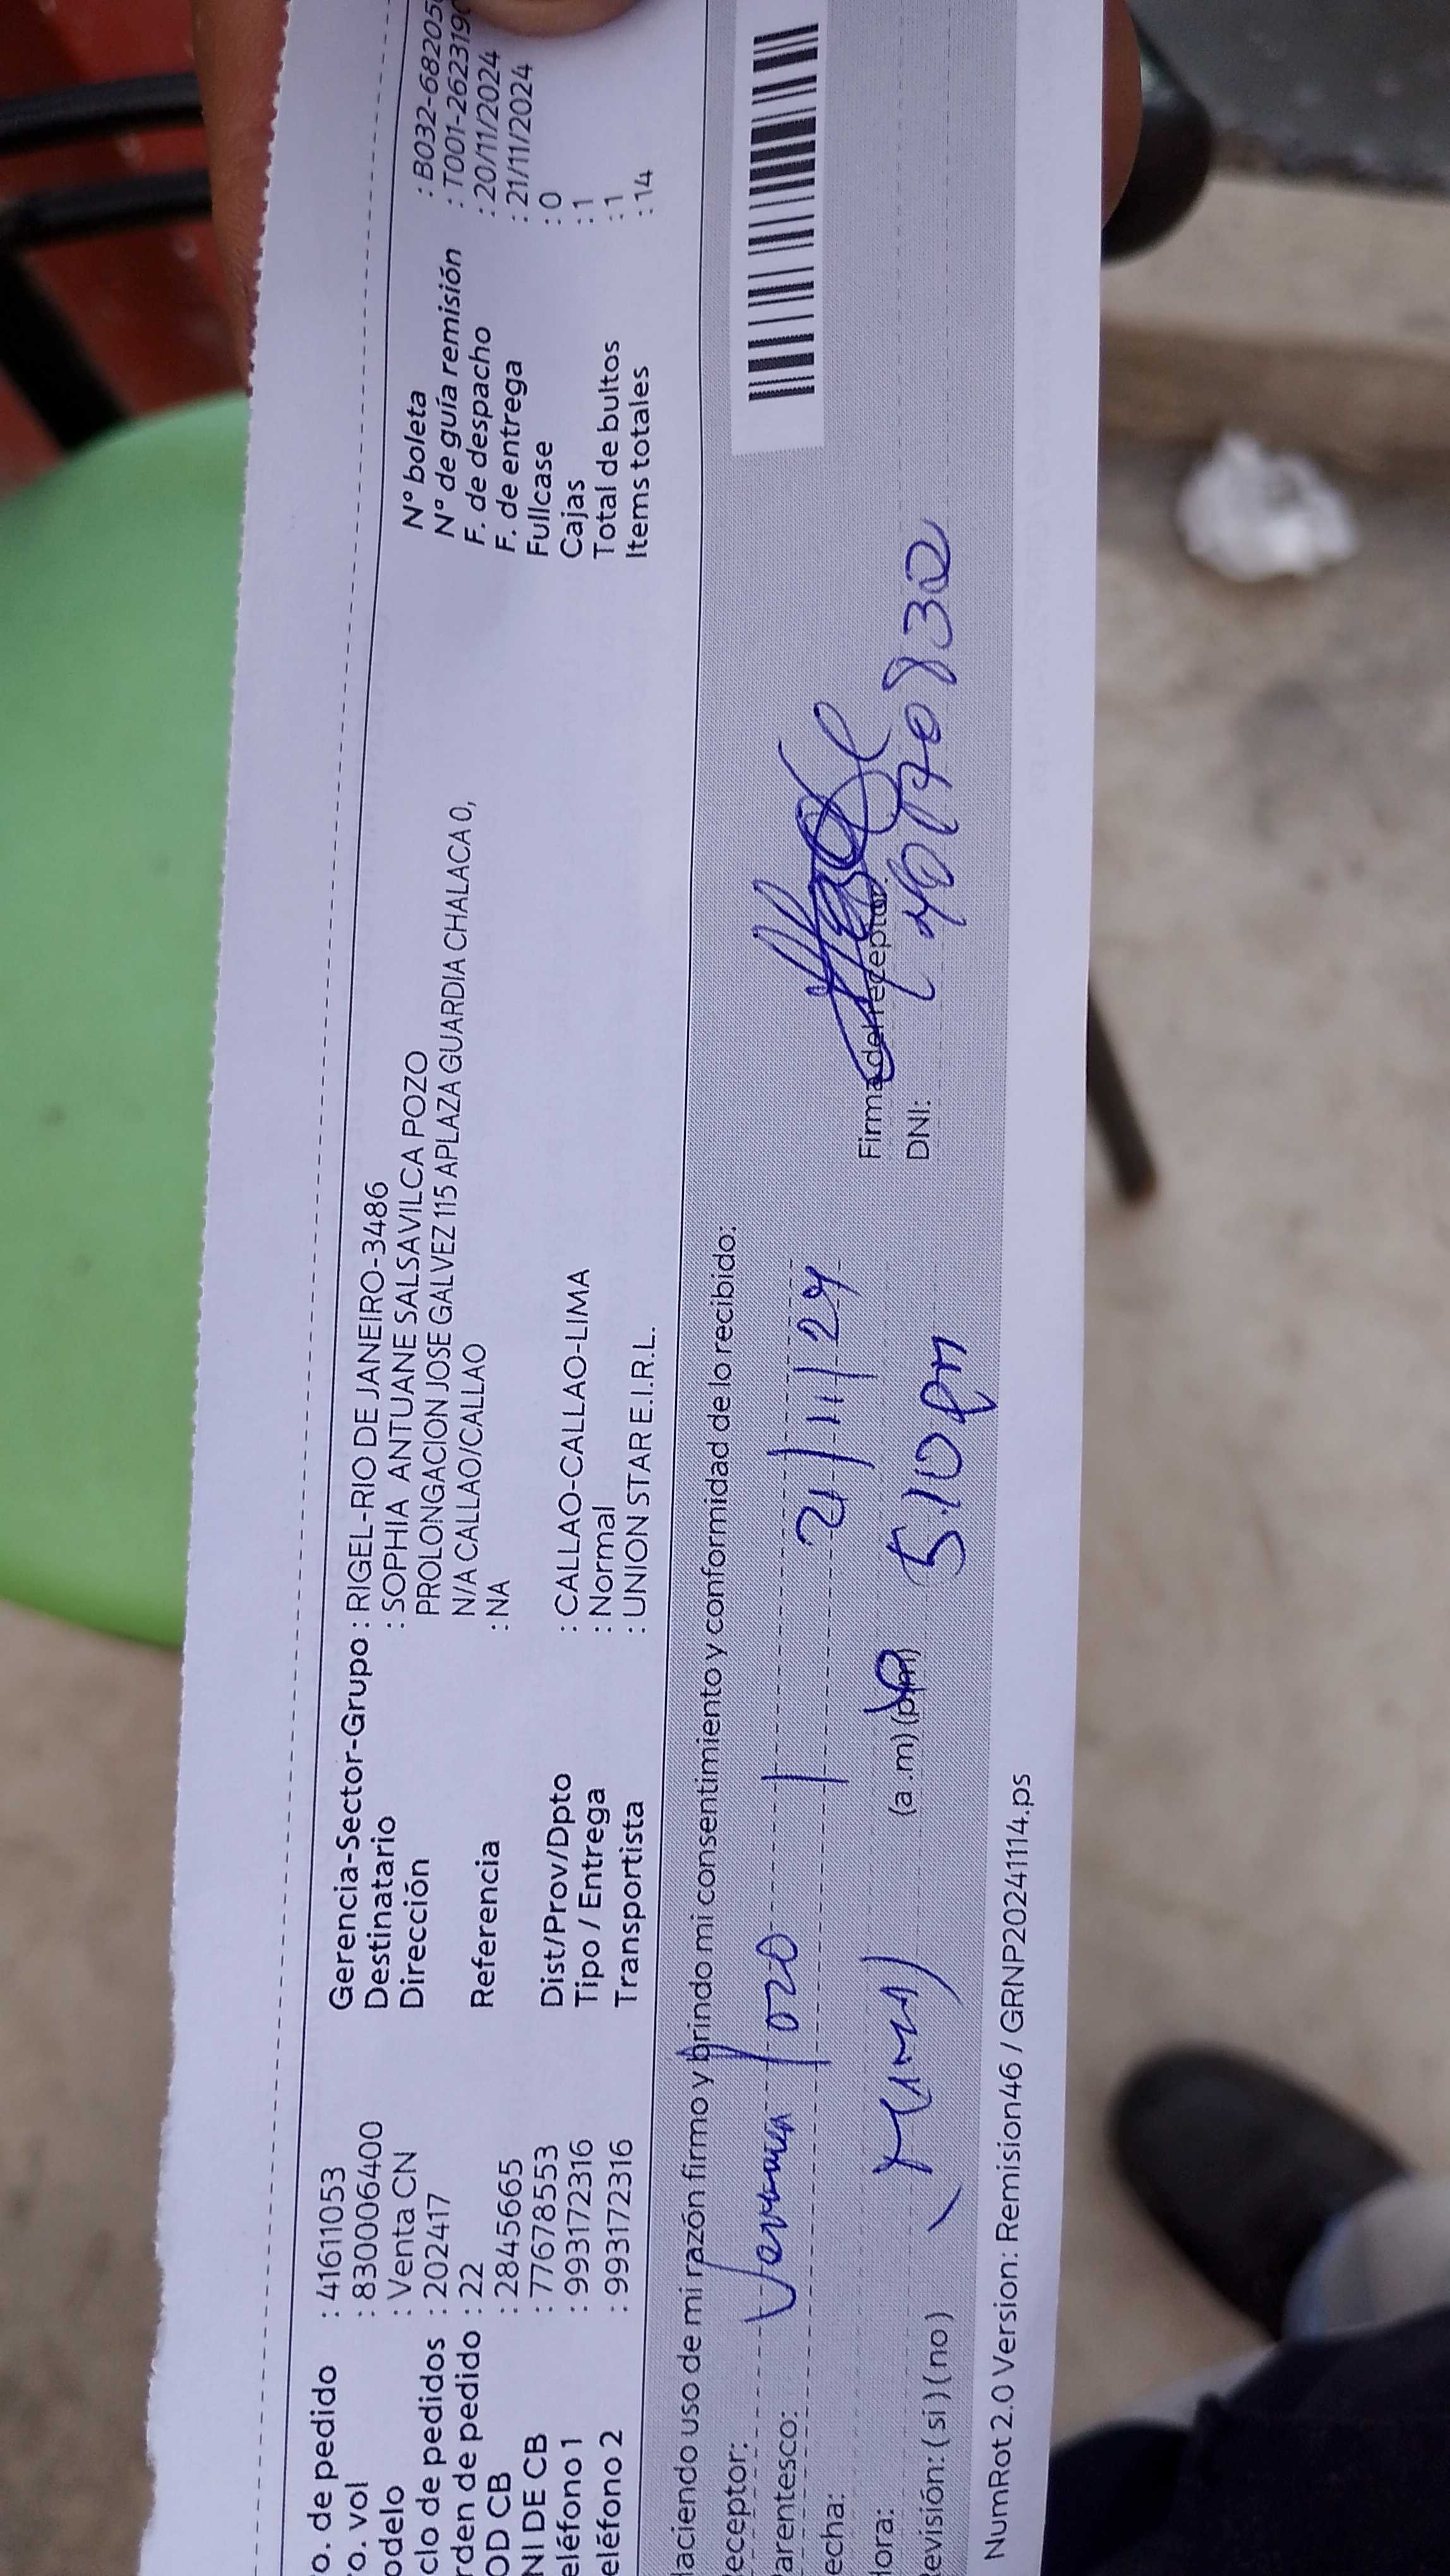 o. de pedido : 41611053
o. vol : 8300006400
odelo : Venta CN
clo de pedidos : 202417
rden de pedido : 22
OD CB : 2845665
NI DE CB : 77678553
eléfono 1 : 993172316
eléfono 2 : 993172316
Gerencia-Sector-Grupo : RIGEL-RIO DE JANEIRO-3486
Destinatario : SOPHIA ANTUANE SALSAVILCA POZO
Dirección PROLONGACION JOSE GALVEZ 115 APLAZA GUARDIA CHALACA 0,
N/A CALLAO/CALLAO
Referencia : NA
Dist/Prov/Dpto : CALLAO-CALLAO-LIMA
Tipo / Entrega : Normal
Transportista : UNION STAR E.I.R.L.
N° boleta : B032-68205
N° de guía remisión : T001-262319
F. de despacho : 20/11/2024
F. de entrega : 21/11/2024
Fullcase : 0
Cajas : 1
Total de bultos : 1
Items totales : 14
laciendo uso de mi razón firmo y brindo mi consentimiento y conformidad de lo recibido:
eceptor: Pozo
arentesco:
echa: 21/11/24
lora: (a.m)(p.m) 5:10 pm
evisión: (si) (no)
Firma del receptor:
DNI:
NumRot 2.0 Version: Remision46 / GRNP20241114.ps